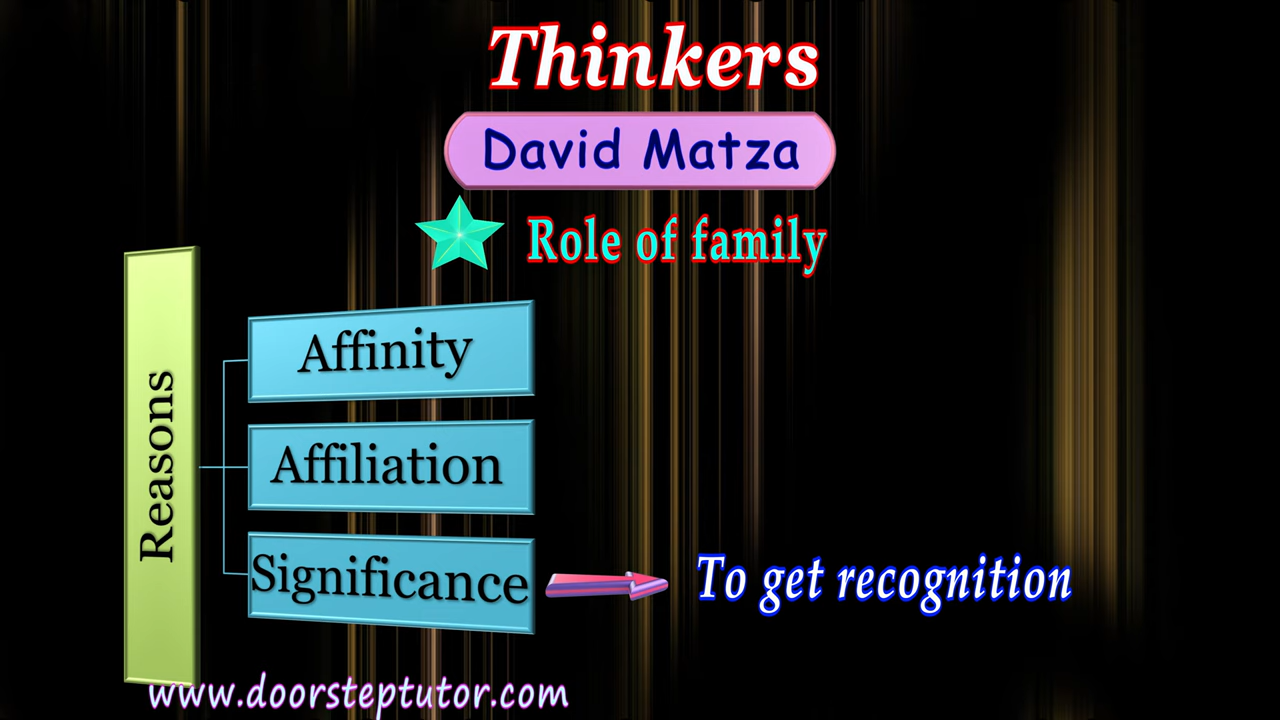 Thinkers
David Matza
Role of family
Reasons
Affinity
Affiliation
Significance
To get recognition
www.doorsteptutor.com